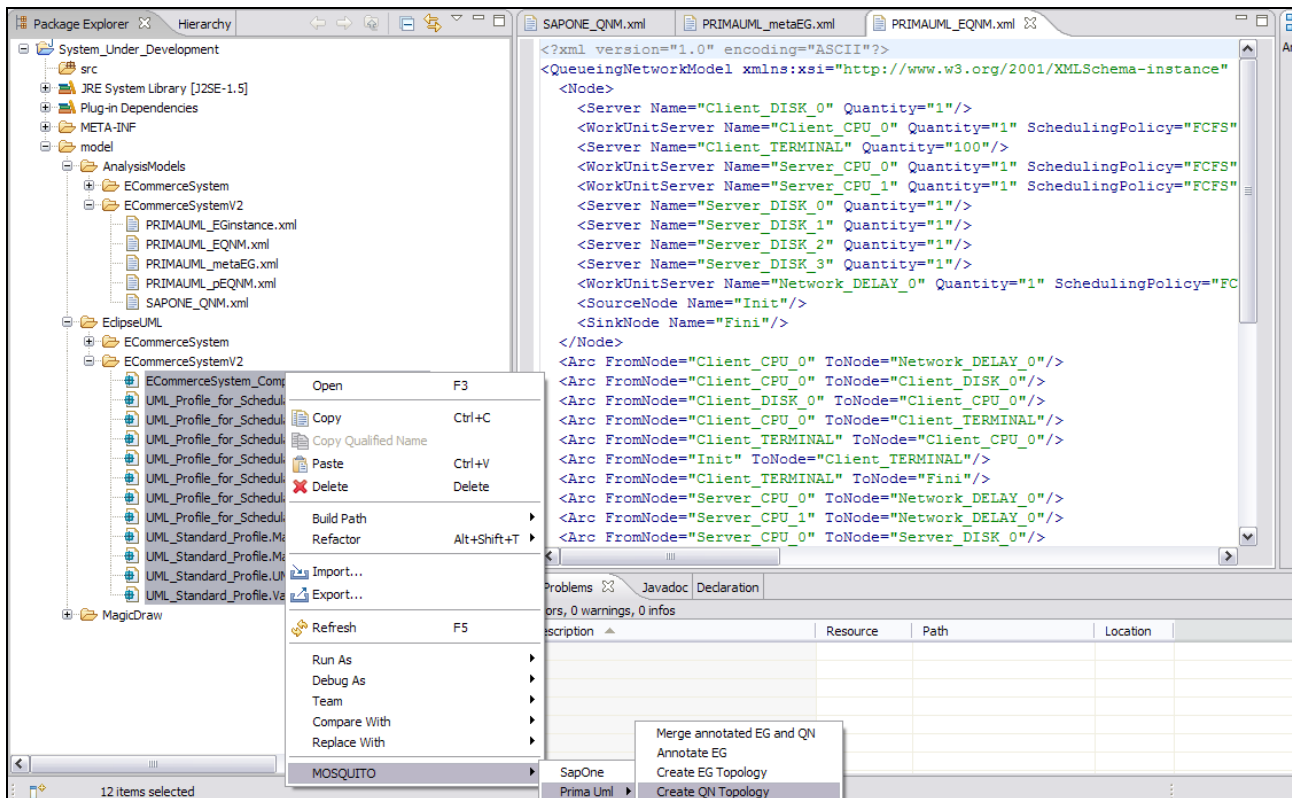 Package Explorer
Hierarchy
System_Under_Development
src
JRE System Library [J2SE-1.5]
Plug-in Dependencies
META-INF
model
AnalysisModels
ECommerceSystem
ECommerceSystemV2
PRIMAUML_EGinstance.xml
PRIMAUML_EQNM.xml
PRIMAUML_metaEG.xml
PRIMAUML_pEQNM.xml
SAPONE_QNM.xml
EclipseUML
ECommerceSystem
ECommerceSystemV2
ECommerceSystem_Comp
UML_Profile_for_Schedula
UML_Profile_for_Schedula
UML_Profile_for_Schedula
UML_Profile_for_Schedula
UML_Profile_for_Schedula
UML_Profile_for_Schedula
UML_Profile_for_Schedula
UML_Standard_Profile.Ma
UML_Standard_Profile.Ma
UML_Standard_Profile.UM
UML_Standard_Profile.Va
MagicDraw
12 items selected
Open F3
Copy Ctrl+C
Copy Qualified Name
Paste Ctrl+V
Delete Delete
Build Path
Refactor Alt+Shift+T
Import...
Export...
Refresh F5
Run As
Debug As
Team
Compare With
Replace With
MOSQUITO
SapOne
Prima Uml
Merge annotated EG and QN
Annotate EG
Create EG Topology
Create QN Topology
SAPONE_QNM.xml
PRIMAUML_metaEG.xml
PRIMAUML_EQNM.xml
<?xml version="1.0" encoding="ASCII"?>
<QueueingNetworkModel xmlns:xsi="http://www.w3.org/2001/XMLSchema-instance"
<Node>
<Server Name="Client_DISK_0" Quantity="1"/>
<WorkUnitServer Name="Client_CPU_0" Quantity="1" SchedulingPolicy="FCFS"
<Server Name="Client_TERMINAL" Quantity="100"/>
<WorkUnitServer Name="Server_CPU_0" Quantity="1" SchedulingPolicy="FCFS"
<WorkUnitServer Name="Server_CPU_1" Quantity="1" SchedulingPolicy="FCFS"
<Server Name="Server_DISK_0" Quantity="1"/>
<Server Name="Server_DISK_1" Quantity="1"/>
<Server Name="Server_DISK_2" Quantity="1"/>
<Server Name="Server_DISK_3" Quantity="1"/>
<WorkUnitServer Name="Network_DELAY_0" Quantity="1" SchedulingPolicy="FC
<SourceNode Name="Init"/>
<SinkNode Name="Fini"/>
</Node>
<Arc FromNode="Client_CPU_0" ToNode="Network_DELAY_0"/>
<Arc FromNode="Client_CPU_0" ToNode="Client_DISK_0"/>
<Arc FromNode="Client_DISK_0" ToNode="Client_CPU_0"/>
<Arc FromNode="Client_CPU_0" ToNode="Client_TERMINAL"/>
<Arc FromNode="Client_TERMINAL" ToNode="Client_CPU_0"/>
<Arc FromNode="Init" ToNode="Client_TERMINAL"/>
<Arc FromNode="Client_TERMINAL" ToNode="Fini"/>
<Arc FromNode="Server_CPU_0" ToNode="Network_DELAY_0"/>
<Arc FromNode="Server_CPU_1" ToNode="Network_DELAY_0"/>
<Arc FromNode="Server_CPU_0" ToNode="Server_DISK_0"/>
Problems
Javadoc
Declaration
ors, 0 warnings, 0 infos
escription
Resource
Path
Location